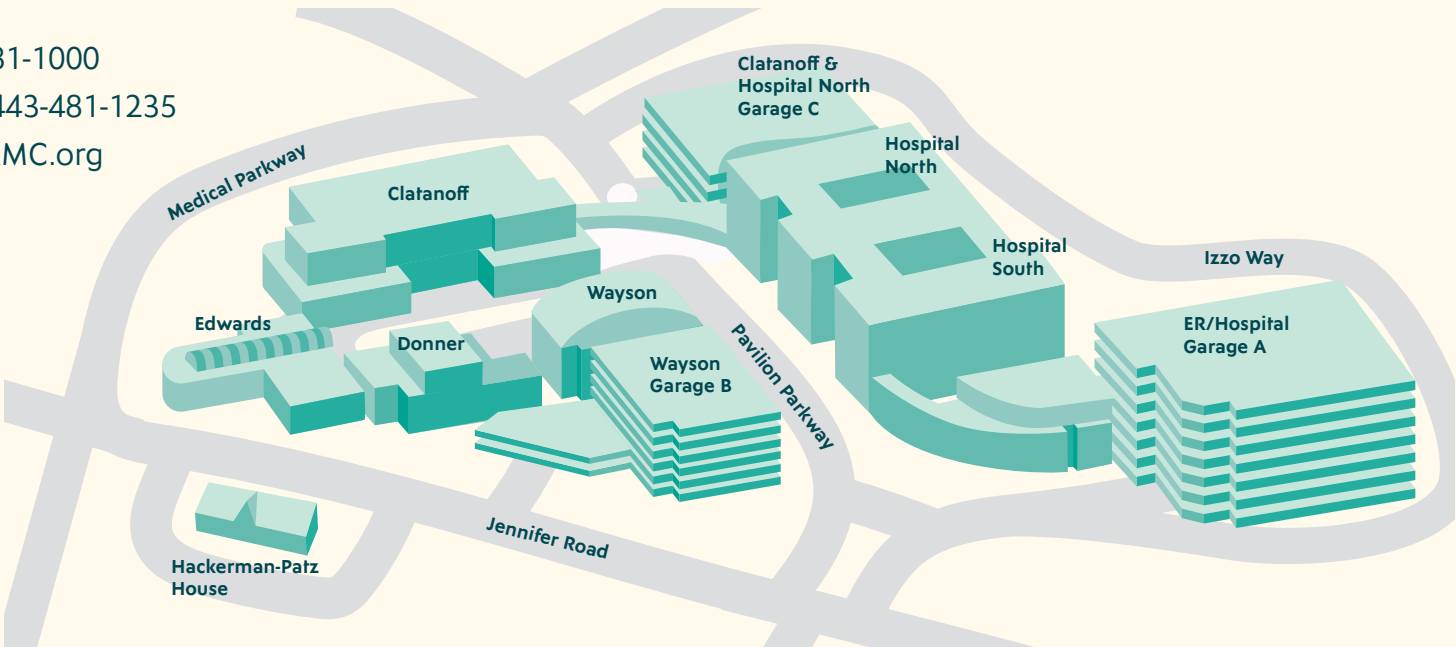 31-1000
443-481-1235
MC.org
Clatanoff &
Hospital North
Garage C
Hospital
North
Medical Parkway
Clatanoff
Hospital
South
Izzo Way
Wayson
Edwards
Donner
ER/Hospital
Garage A
Wayson
Garage B
Pavilion Parkway
Jennifer Road
Hackerman-Patz
House